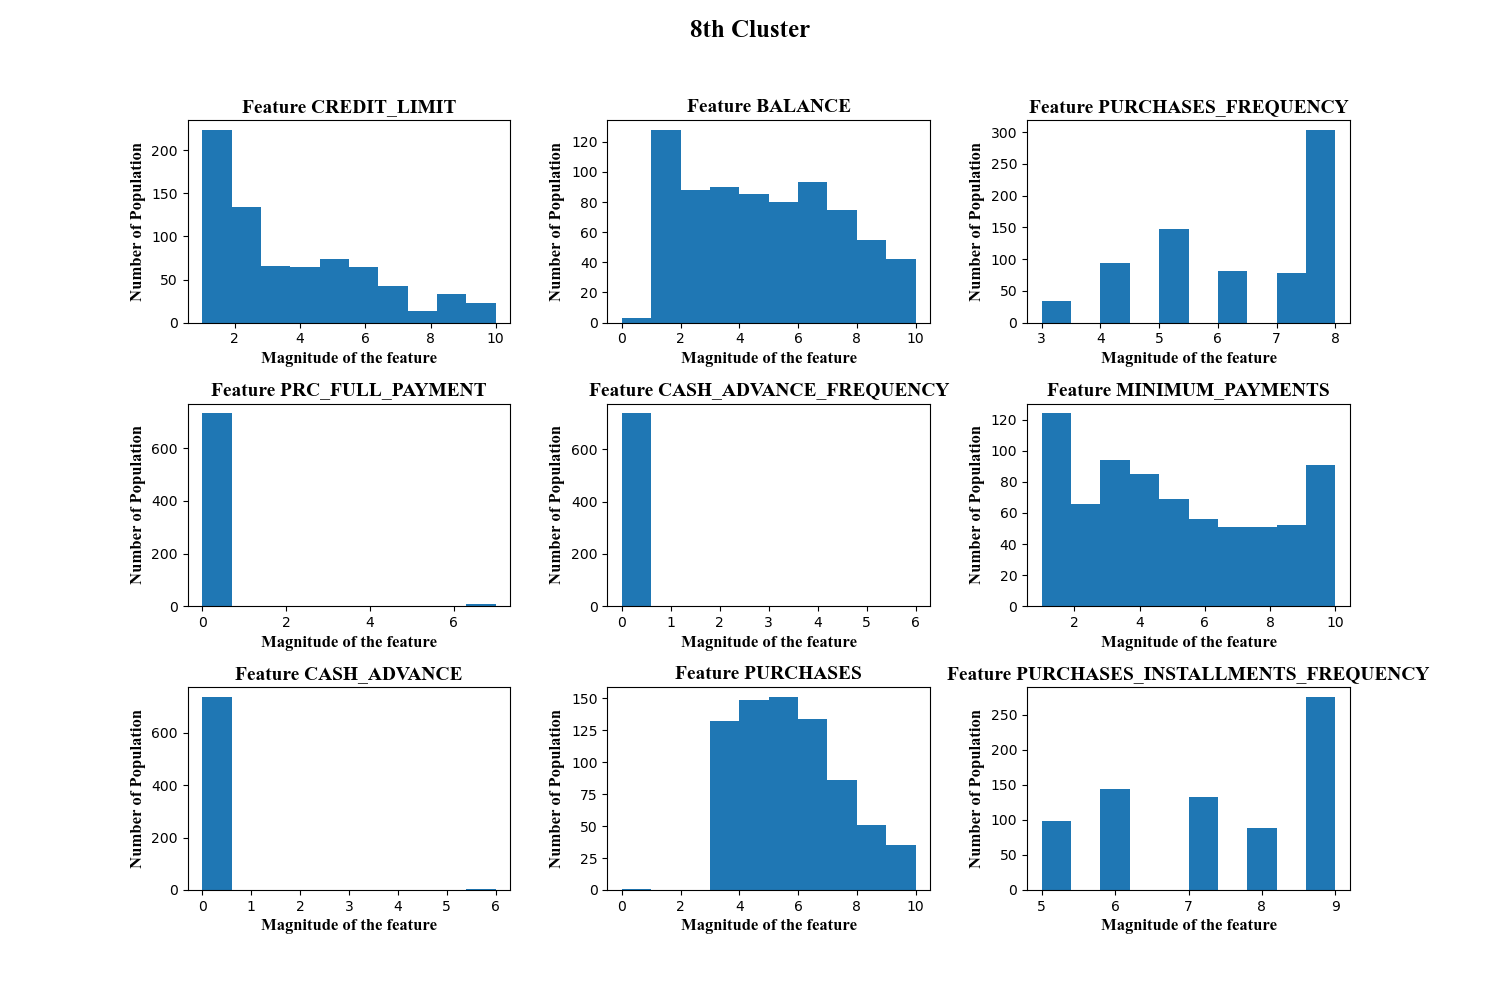 8th Cluster
Feature CREDIT_LIMIT
Number of Population
200
150
100
50
0
2 4 6 8 10
Magnitude of the feature
Feature BALANCE
Number of Population
120
100
80
60
40
20
0
0 2 4 6 8 10
Magnitude of the feature
Feature PURCHASES_FREQUENCY
Number of Population
300
250
200
150
100
50
0
3 4 5 6 7 8
Magnitude of the feature
Feature PRC_FULL_PAYMENT
Number of Population
600
400
200
0
0 2 4 6
Magnitude of the feature
Feature CASH_ADVANCE_FREQUENCY
Number of Population
600
400
200
0
0 1 2 3 4 5 6
Magnitude of the feature
Feature MINIMUM_PAYMENTS
Number of Population
120
100
80
60
40
20
0
2 4 6 8 10
Magnitude of the feature
Feature CASH_ADVANCE
Number of Population
600
400
200
0
0 1 2 3 4 5 6
Magnitude of the feature
Feature PURCHASES
Number of Population
150
125
100
75
50
25
0
0 2 4 6 8 10
Magnitude of the feature
Feature PURCHASES_INSTALLMENTS_FREQUENCY
Number of Population
250
200
150
100
50
0
5 6 7 8 9
Magnitude of the feature